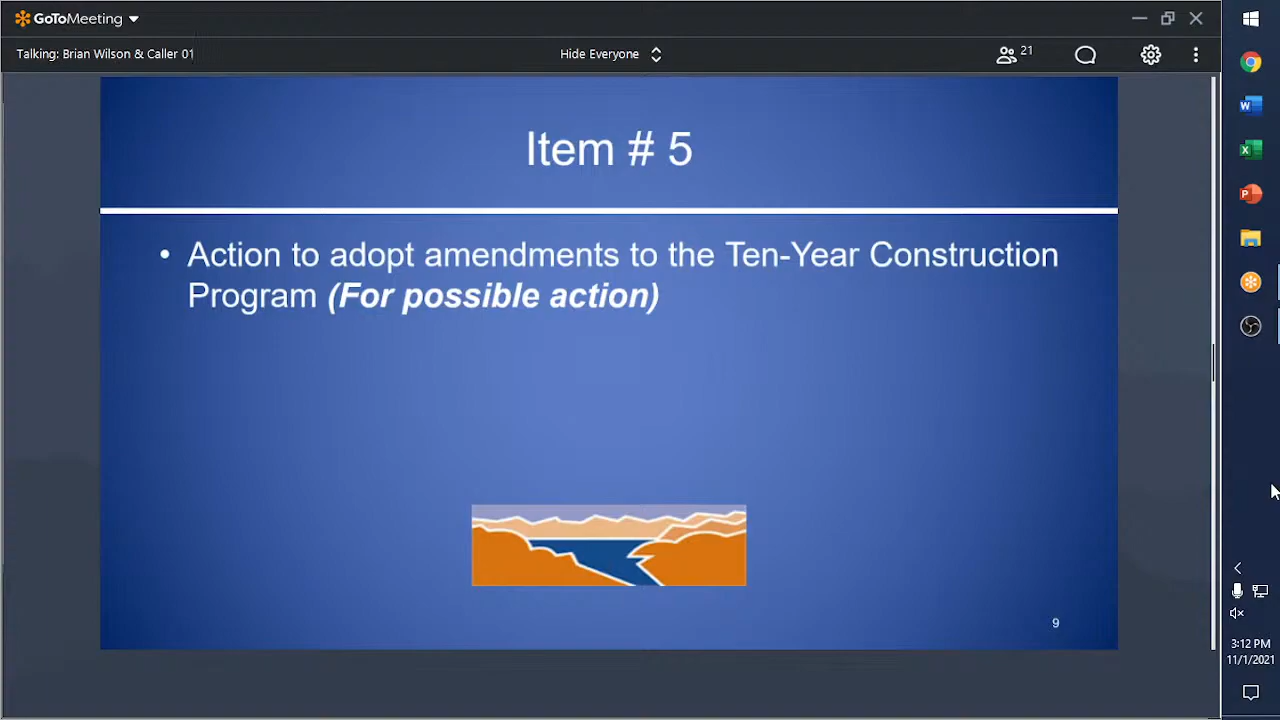 GoToMeeting
Talking: Brian Wilson & Caller 01
Hide Everyone
21
Item # 5
• Action to adopt amendments to the Ten-Year Construction
Program (For possible action)
9
3:12 PM
11/1/2021